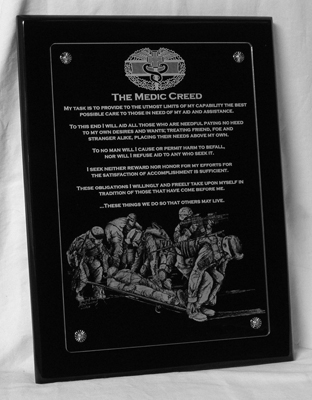 THE MEDIC CREED
MY TASK IS TO PROVIDE TO THE UTMOST LIMITS OF MY CAPABILITY THE BEST
POSSIBLE CARE TO THOSE IN NEED OF MY AID AND ASSISTANCE.
TO THIS END I WILL AID ALL THOSE WHO ARE NEEDFUL PAYING NO HEED
TO MY OWN DESIRES AND WANTS; TREATING FRIEND, FOE AND
STRANGER ALIKE, PLACING THEIR NEEDS ABOVE MY OWN.
TO NO MAN WILL I CAUSE OR PERMIT HARM TO BEFALL,
NOR WILL I REFUSE AID TO ANY WHO SEEK IT.
I SEEK NEITHER REWARD NOR HONOR FOR MY EFFORTS FOR
THE SATISFACTION OF ACCOMPLISHMENT IS SUFFICIENT.
THESE OBLIGATIONS I WILLINGLY AND FREELY TAKE UPON MYSELF IN
TRADITION OF THOSE THAT HAVE COME BEFORE ME.
...THESE THINGS WE DO SO THAT OTHERS MAY LIVE.